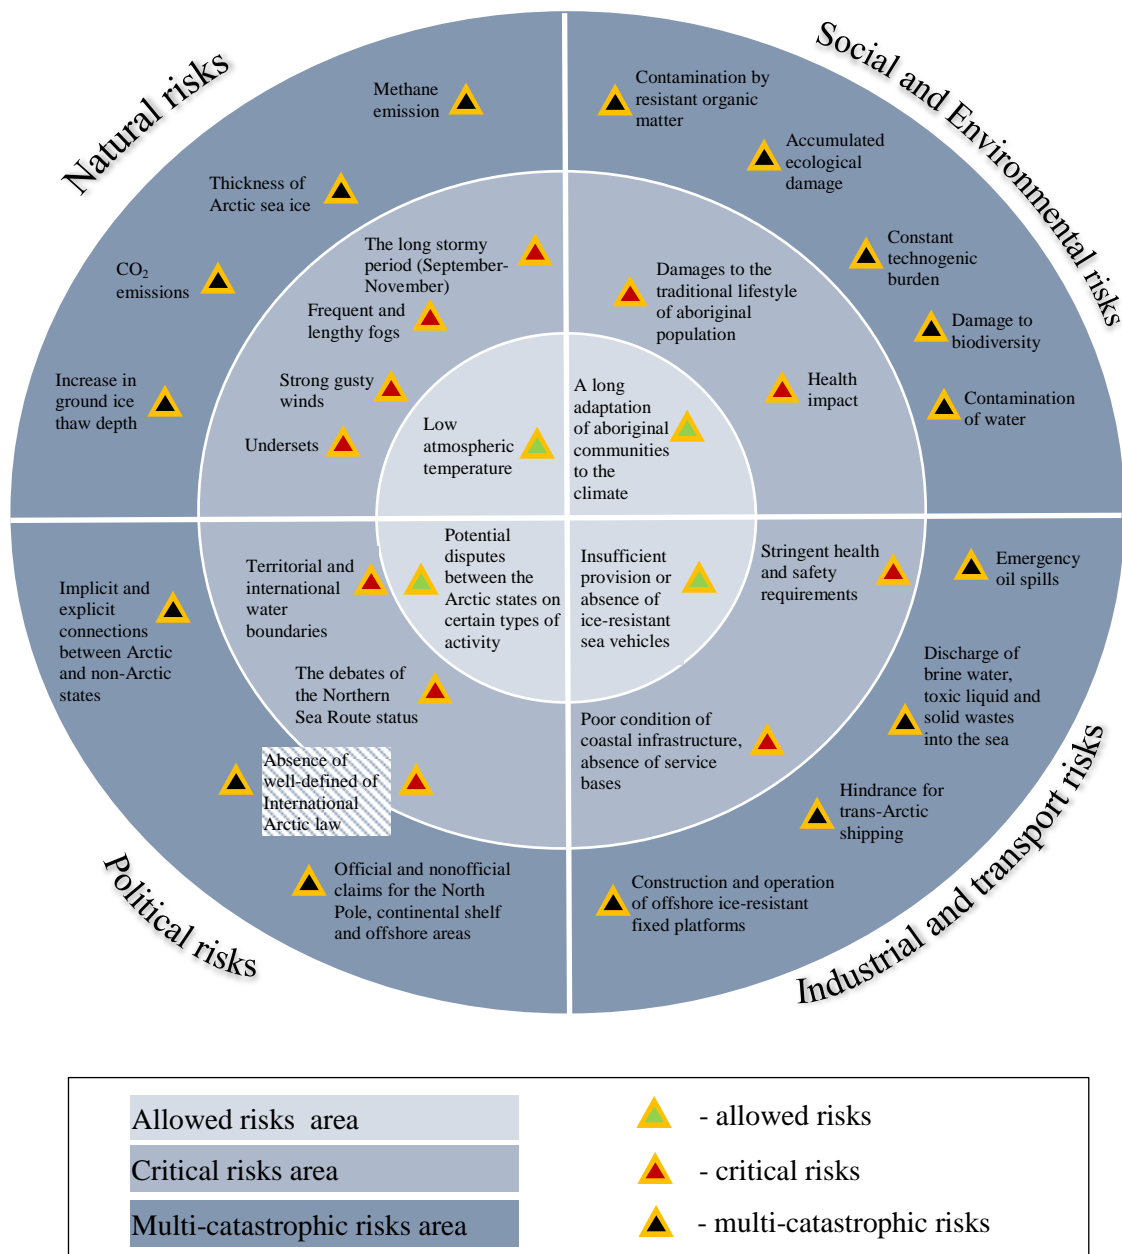 Natural risks
Methane
emission
Thickness of
Arctic sea ice
CO₂
emissions
Increase in
ground ice
thaw depth
The long stormy
period (September-
November)
Frequent and
lengthy fogs
Strong gusty
winds
Undersets
Low
atmospheric
temperature
Social and Environmental risks
Contamination by
resistant organic
matter
Accumulated
ecological
damage
Constant
technogenic
burden
Damage to
biodiversity
Contamination
of water
Damages to the
traditional lifestyle
of aboriginal
population
Health
impact
A long
adaptation
of aboriginal
communities
to the
climate
Political risks
Potential
disputes
between the
Arctic states on
certain types of
activity
Territorial and
international
water
boundaries
Implicit and
explicit
connections
between Arctic
and non-Arctic
states
The debates of
the Northern
Sea Route status
Absence of
well-defined of
International
Arctic law
Official and nonofficial
claims for the North
Pole, continental shelf
and offshore areas
Industrial and transport risks
Insufficient
provision or
absence of
ice-resistant
sea vehicles
Stringent health
and safety
requirements
Emergency
oil spills
Discharge of
brine water,
toxic liquid and
solid wastes
into the sea
Poor condition of
coastal infrastructure,
absence of service
bases
Hindrance for
trans-Arctic
shipping
Construction and operation
of offshore ice-resistant
fixed platforms
Allowed risks area
- allowed risks
Critical risks area
- critical risks
Multi-catastrophic risks area
- multi-catastrophic risks